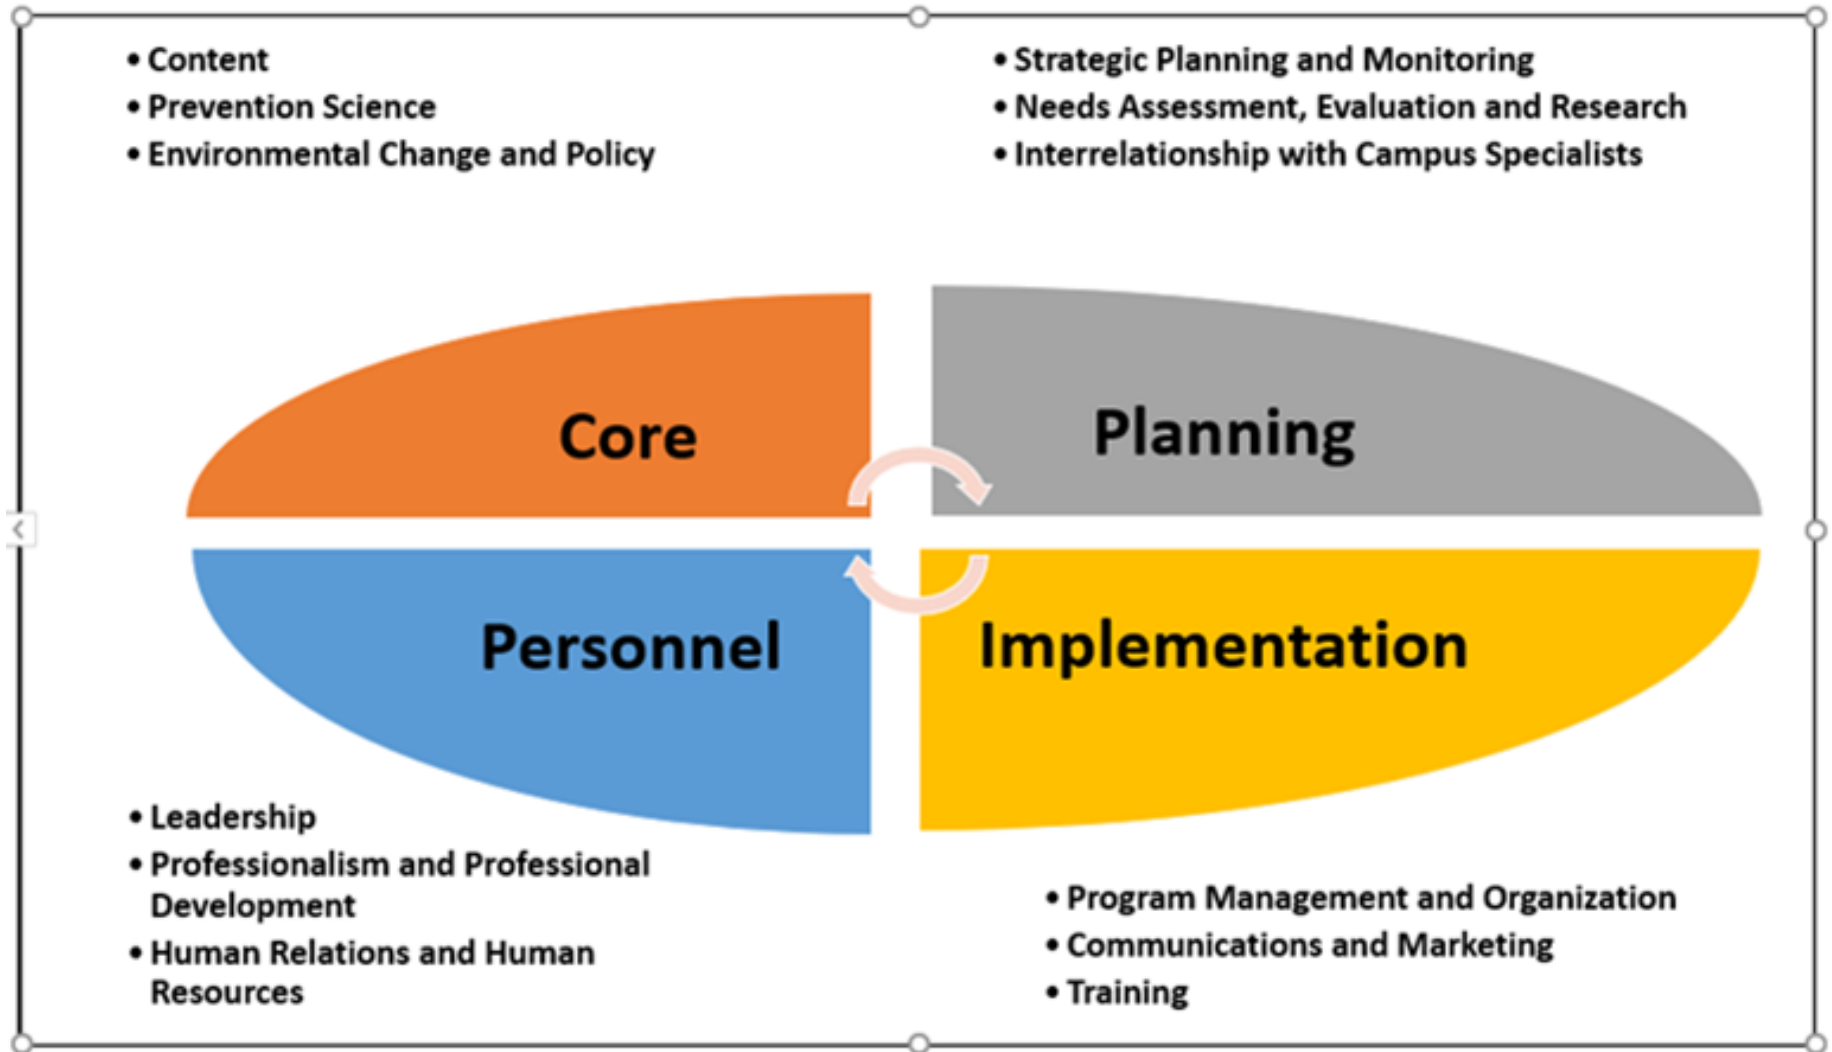 • Content
• Prevention Science
• Environmental Change and Policy
• Strategic Planning and Monitoring
• Needs Assessment, Evaluation and Research
• Interrelationship with Campus Specialists
Core
Planning
Personnel
Implementation
• Leadership
• Professionalism and Professional
Development
• Human Relations and Human
Resources
• Program Management and Organization
• Communications and Marketing
• Training